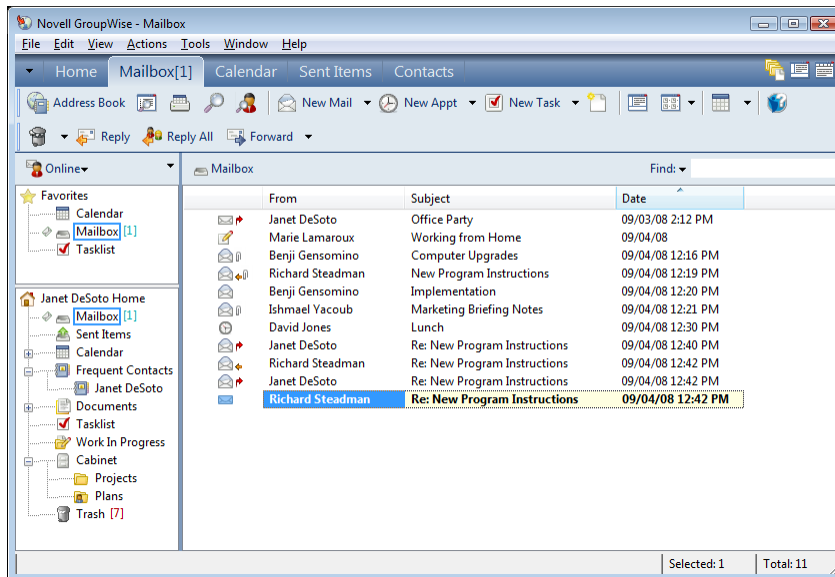 Novell GroupWise - Mailbox
File Edit View Actions Tools Window Help
Home Mailbox[1] Calendar Sent Items Contacts
Address Book New Mail New Appt New Task
Reply Reply All Forward
Online Mailbox Find:
Favorites
Calendar
Mailbox [1]
Tasklist
Janet DeSoto Home
Mailbox [1]
Sent Items
Calendar
Frequent Contacts
Janet DeSoto
Documents
Tasklist
Work In Progress
Cabinet
Projects
Plans
Trash [7]
From Subject Date
Janet DeSoto Office Party 09/03/08 2:12 PM
Marie Lamaroux Working from Home 09/04/08
Benji Gensomino Computer Upgrades 09/04/08 12:16 PM
Richard Steadman New Program Instructions 09/04/08 12:19 PM
Benji Gensomino Implementation 09/04/08 12:20 PM
Ishmael Yacoub Marketing Briefing Notes 09/04/08 12:21 PM
David Jones Lunch 09/04/08 12:30 PM
Janet DeSoto Re: New Program Instructions 09/04/08 12:40 PM
Richard Steadman Re: New Program Instructions 09/04/08 12:42 PM
Janet DeSoto Re: New Program Instructions 09/04/08 12:42 PM
Richard Steadman Re: New Program Instructions 09/04/08 12:42 PM
Selected: 1 Total: 11